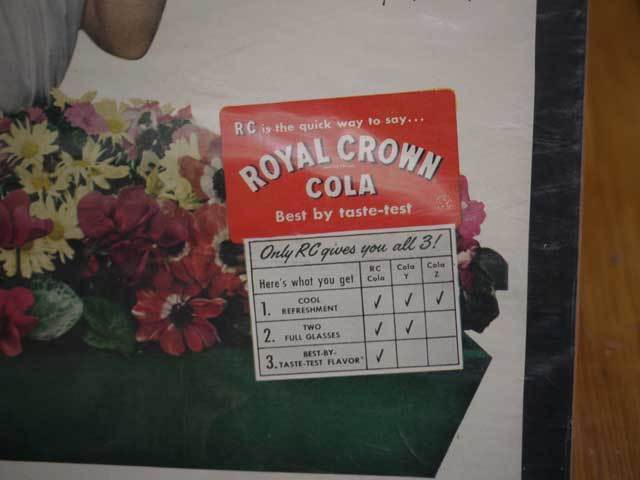 RC is the quick way to say...
ROYAL CROWN
COLA
Best by taste-test
Only RC gives you all 3!
Here's what you get RC Cola Cola Y Cola Z
1. COOL REFRESHMENT ✓ ✓ ✓
2. TWO FULL GLASSES ✓ ✓
3. BEST-BY-TASTE-TEST FLAVOR* ✓